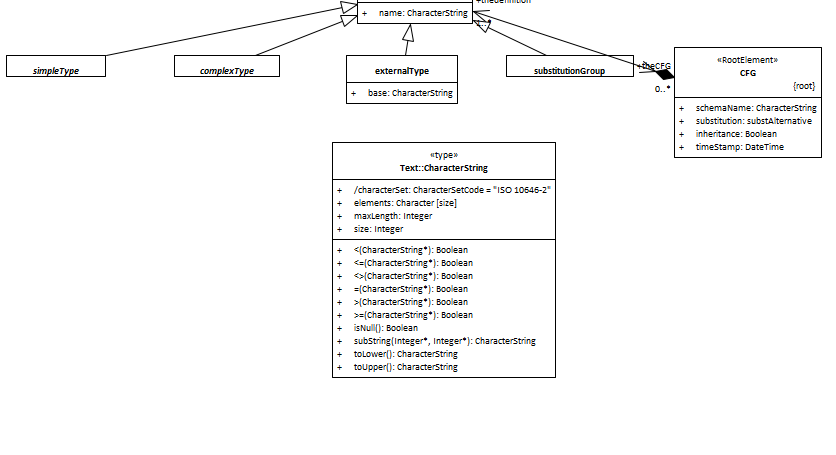 +theDefinition
+ name: CharacterString
simpleType
complexType
externalType
+ base: CharacterString
substitutionGroup
+theCFG
0..*
«RootElement»
CFG
{root}
+ schemaName: CharacterString
+ substitution: substAlternative
+ inheritance: Boolean
+ timeStamp: DateTime
«type»
Text::CharacterString
+ /characterSet: CharacterSetCode = "ISO 10646-2"
+ elements: Character [size]
+ maxLength: Integer
+ size: Integer
+ <(CharacterString*): Boolean
+ <=(CharacterString*): Boolean
+ <>(CharacterString*): Boolean
+ =(CharacterString*): Boolean
+ >(CharacterString*): Boolean
+ >=(CharacterString*): Boolean
+ isNull(): Boolean
+ subString(Integer*, Integer*): CharacterString
+ toLower(): CharacterString
+ toUpper(): CharacterString